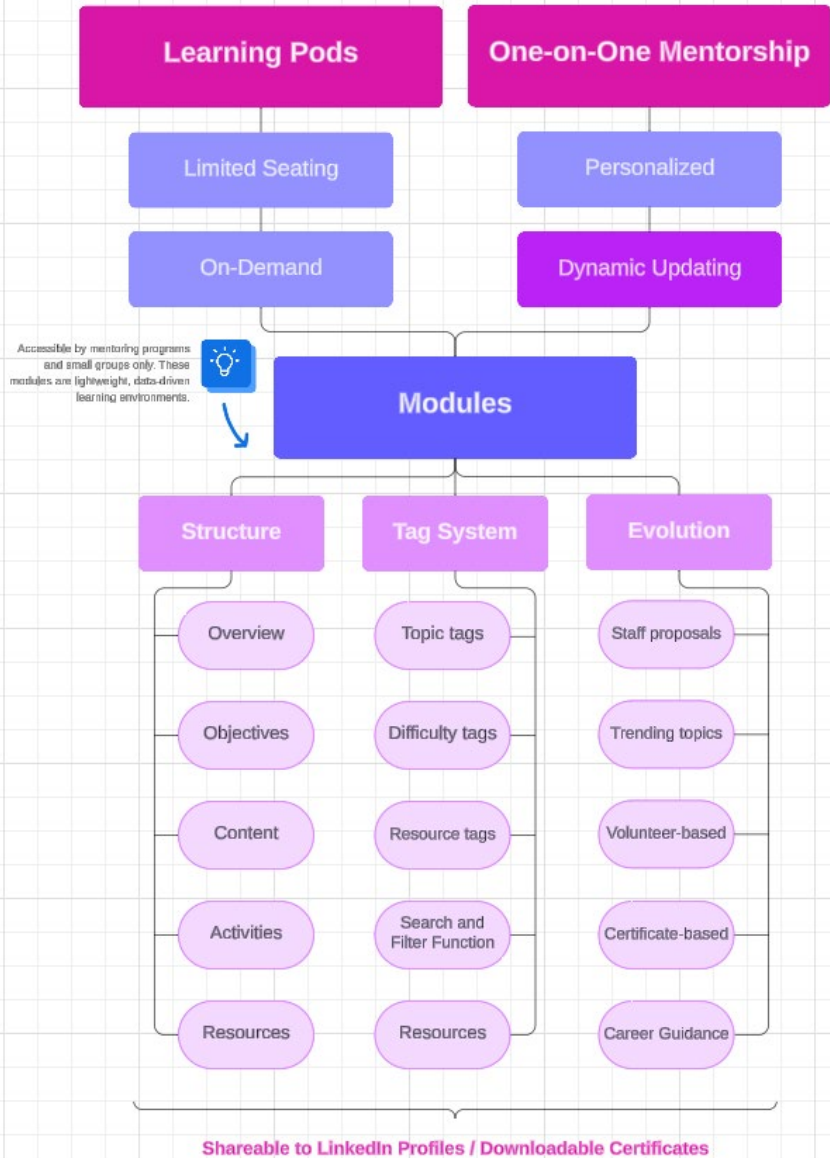 Learning Pods
One-on-One Mentorship
Limited Seating
Personalized
On-Demand
Dynamic Updating
Accessible by mentoring programs
and small groups only. These
modules are lightweight, data-driven
learning environments.
Modules
Structure
Tag System
Evolution
Overview
Topic tags
Staff proposals
Objectives
Difficulty tags
Trending topics
Content
Resource tags
Volunteer-based
Activities
Search and
Filter Function
Certificate-based
Resources
Resources
Career Guidance
Shareable to LinkedIn Profiles / Downloadable Certificates